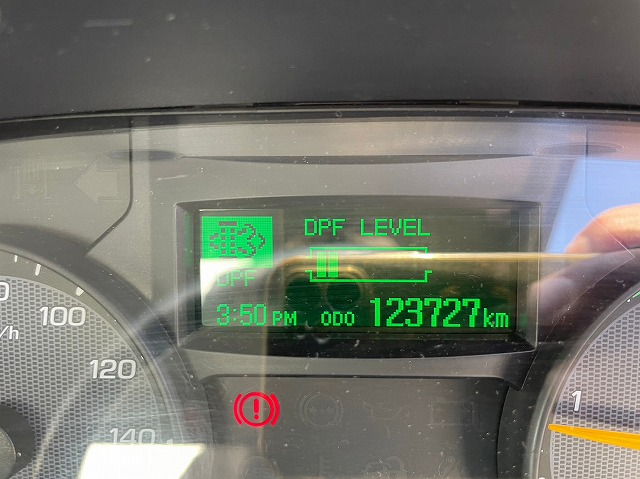 DPF LEVEL
DPF
3:50 PM ODO 123727 km
/h
100
120
140
1